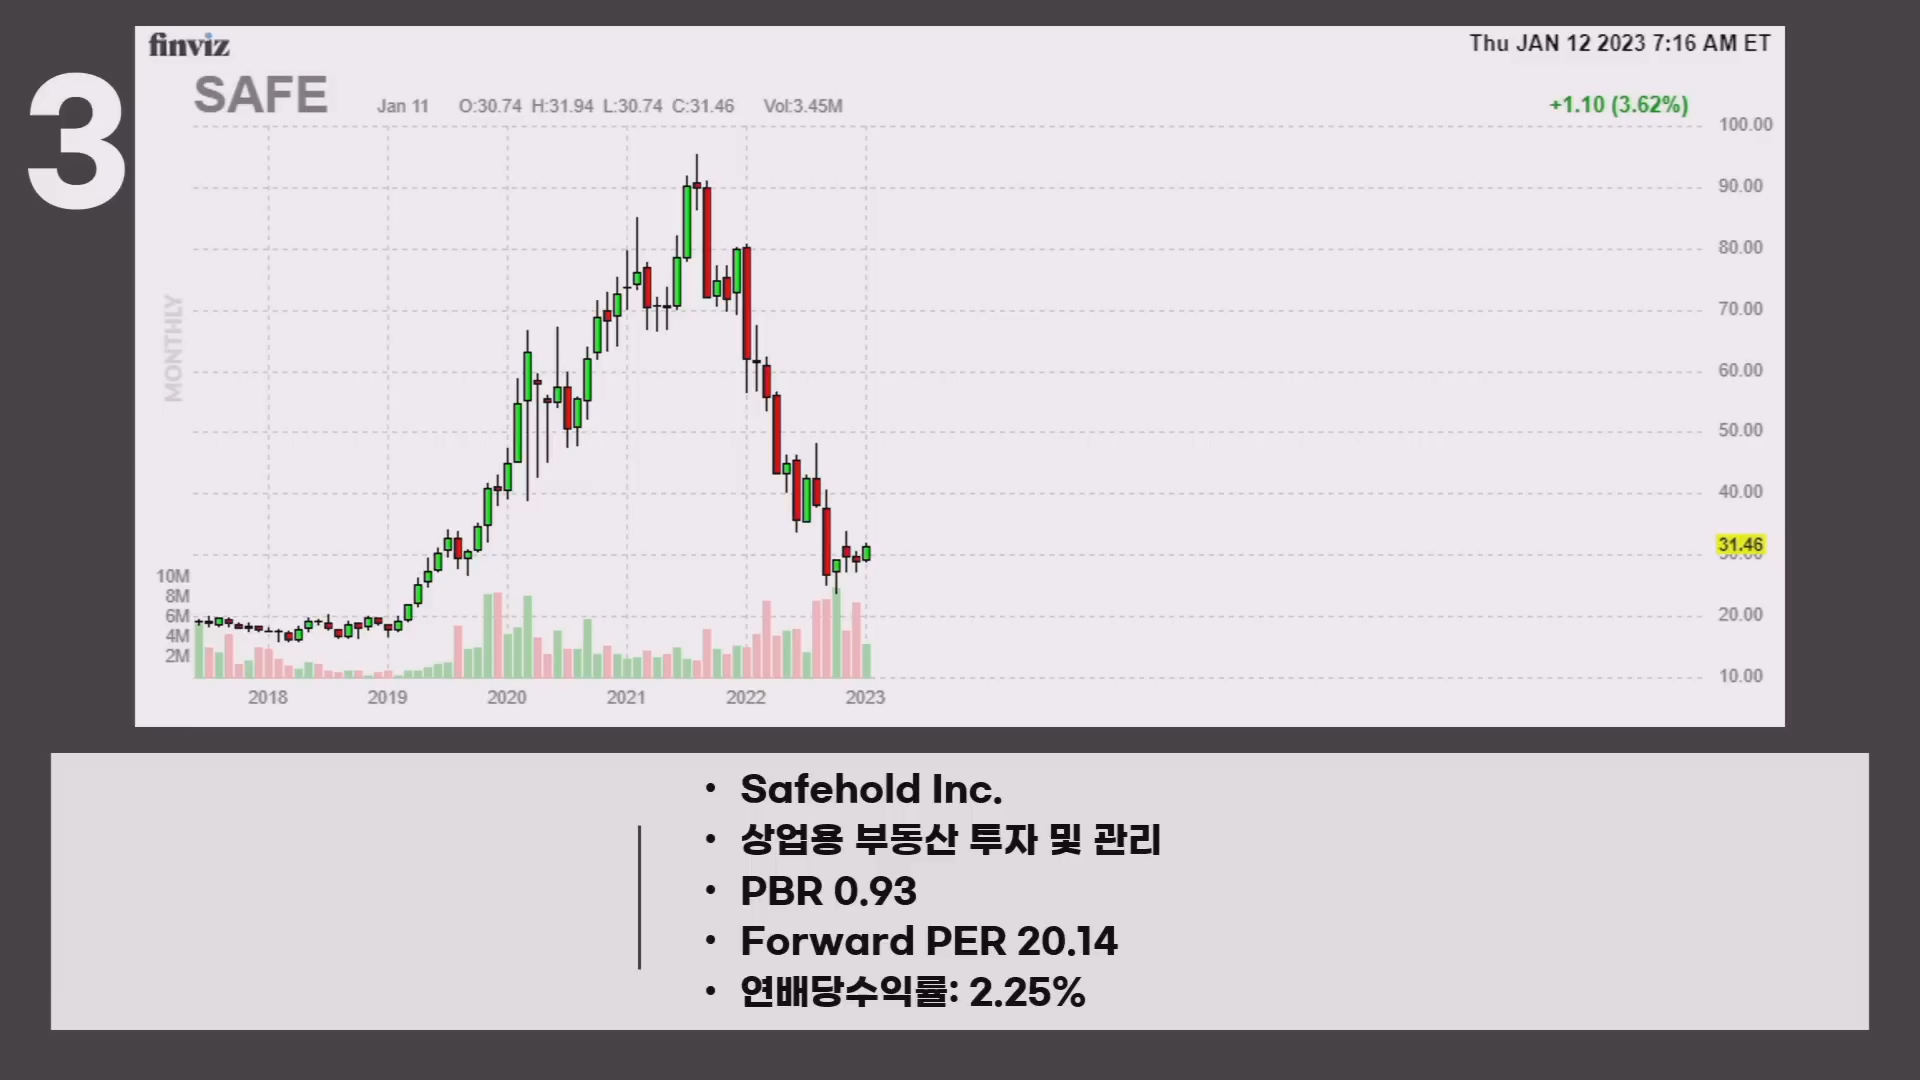 3
finviz
Thu JAN 12 2023 7:16 AM ET
SAFE
Jan 11 O:30.74 H:31.94 L:30.74 C:31.46 Vol:3.45M
+1.10 (3.62%)
100.00
90.00
80.00
70.00
60.00
50.00
40.00
31.46
20.00
10.00
MONTHLY
10M
8M
6M
4M
2M
2018 2019 2020 2021 2022 2023
• Safehold Inc.
• 상업용 부동산 투자 및 관리
• PBR 0.93
• Forward PER 20.14
• 연배당수익률: 2.25%